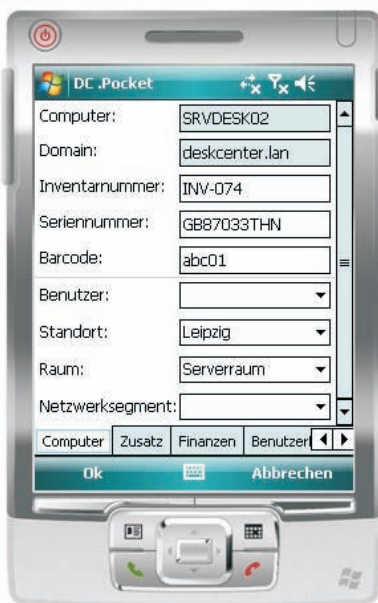 DC .Pocket
Computer: SRVDESK02
Domain: deskcenter.lan
Inventarnummer: INV-074
Seriennummer: GB87033THN
Barcode: abc01
Benutzer:
Standort: Leipzig
Raum: Serverraum
Netzwerksegment:
Computer Zusatz Finanzen Benutzer
Ok Abbrechen